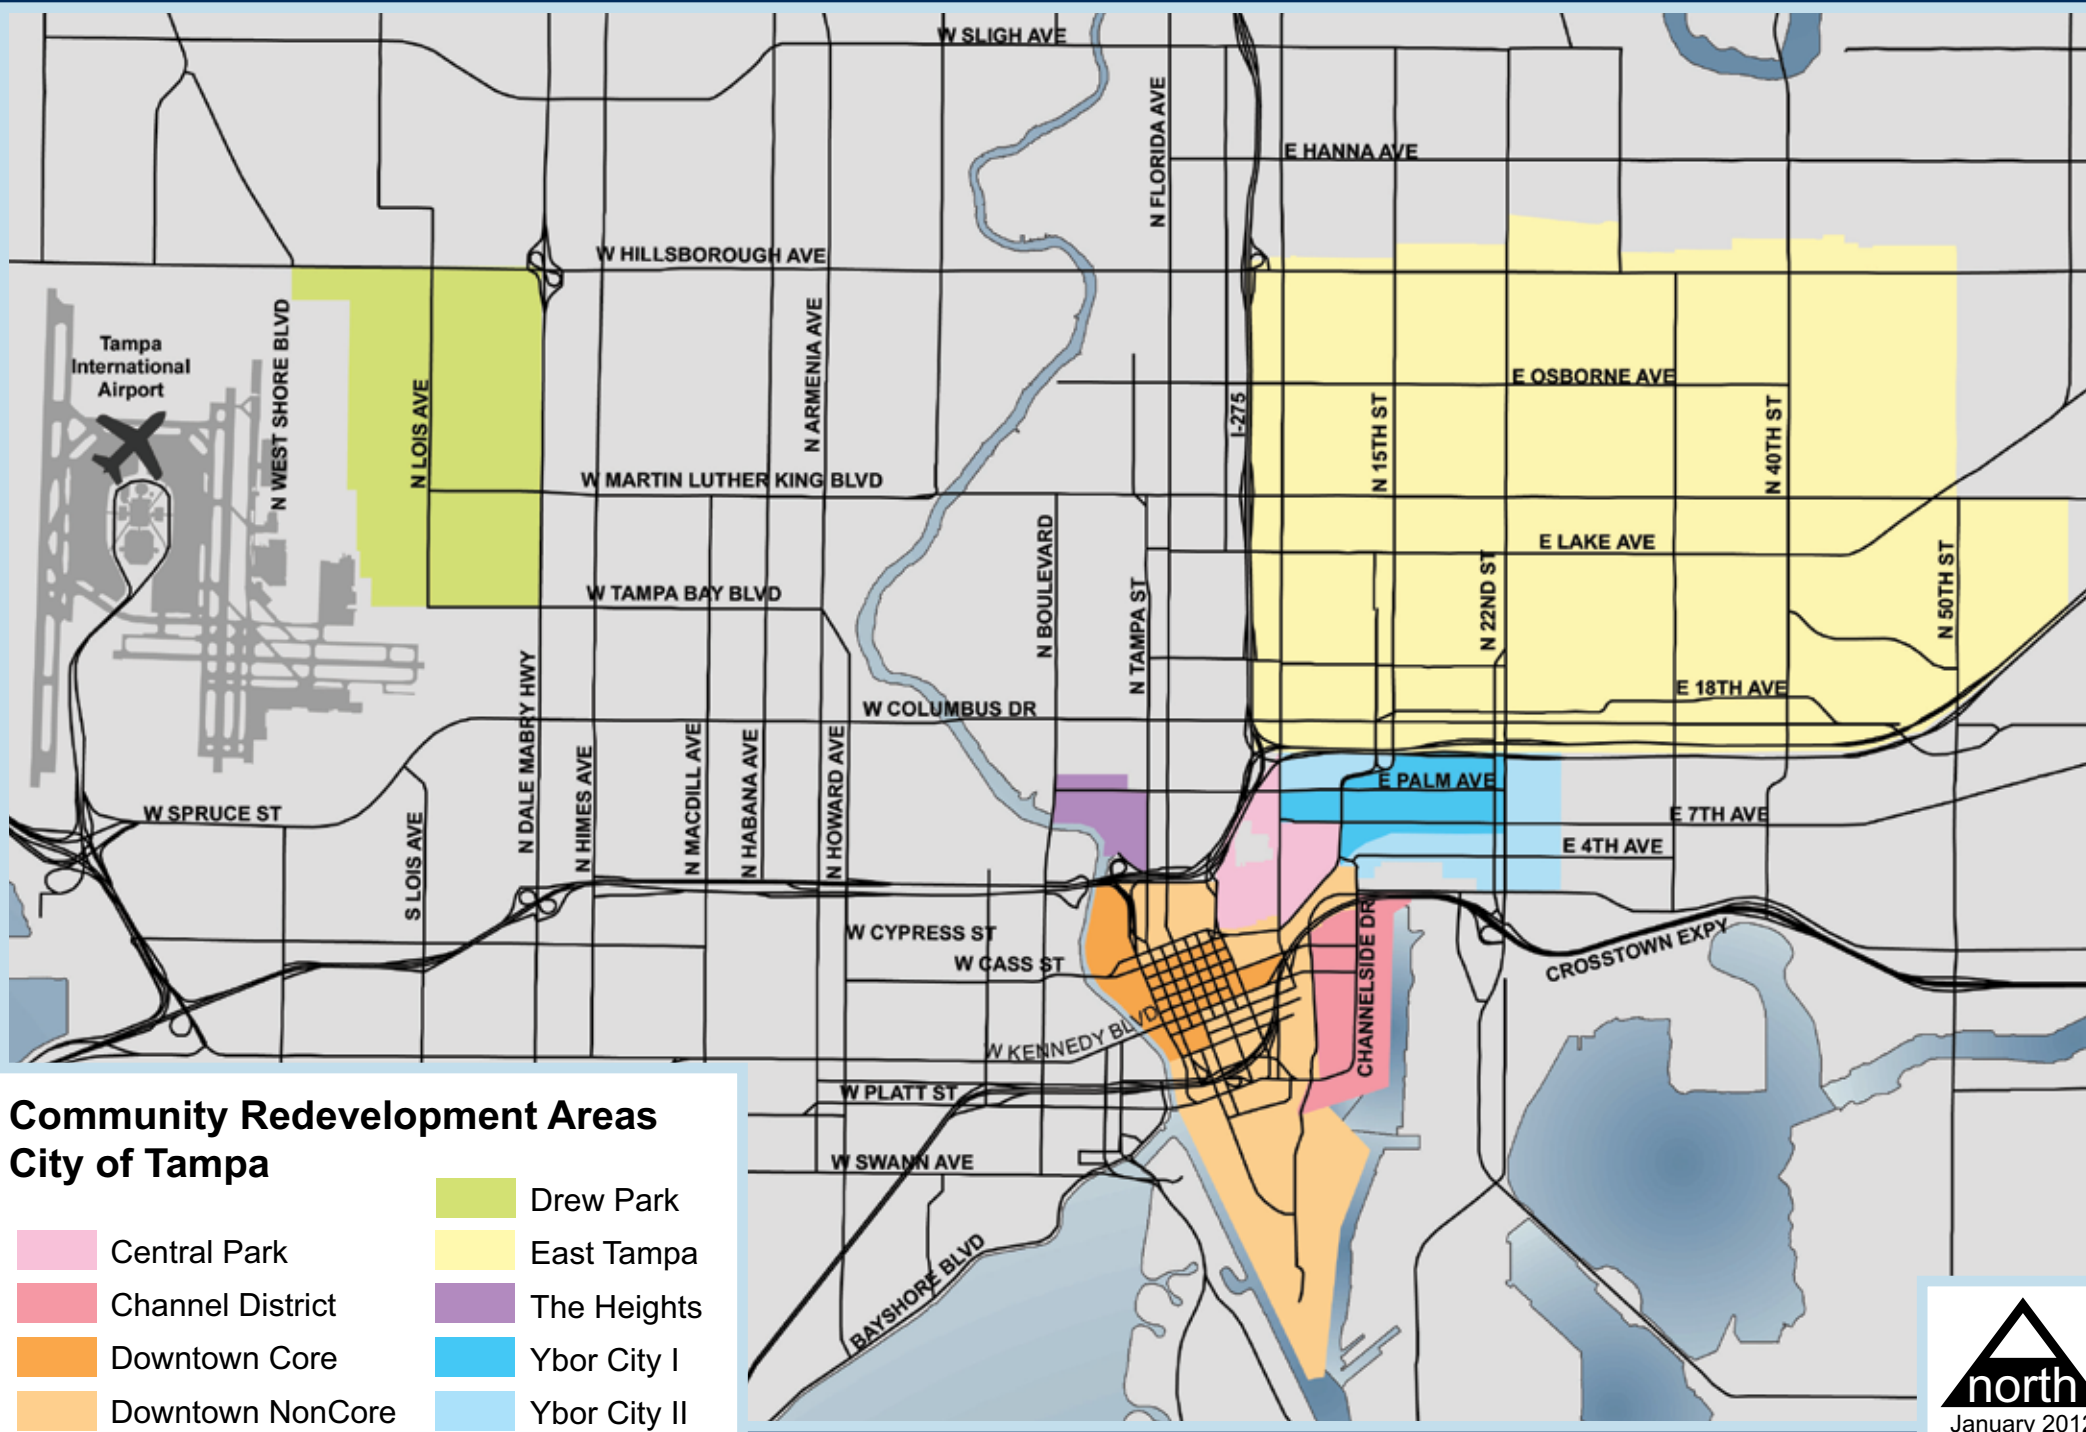 W SLIGH AVE
N FLORIDA AVE
E HANNA AVE
W HILLSBOROUGH AVE
Tampa
International
Airport
N WEST SHORE BLVD
N LOIS AVE
N ARMENIA AVE
I-275
N 15TH ST
E OSBORNE AVE
N 40TH ST
W MARTIN LUTHER KING BLVD
N BOULEVARD
N TAMPA ST
E LAKE AVE
N 22ND ST
N 50TH ST
W TAMPA BAY BLVD
E 18TH AVE
W COLUMBUS DR
N DALE MABRY HWY
N HIMES AVE
N MACDILL AVE
N HABANA AVE
N HOWARD AVE
E PALM AVE
W SPRUCE ST
S LOIS AVE
E 7TH AVE
E 4TH AVE
W CYPRESS ST
W CASS ST
CHANNELSIDE DR
CROSSTOWN EXPY
W KENNEDY BLVD
W PLATT ST
W SWANN AVE
BAYSHORE BLVD
Community Redevelopment Areas
City of Tampa
Central Park
Channel District
Downtown Core
Downtown NonCore
Drew Park
East Tampa
The Heights
Ybor City I
Ybor City II
north
January 2012